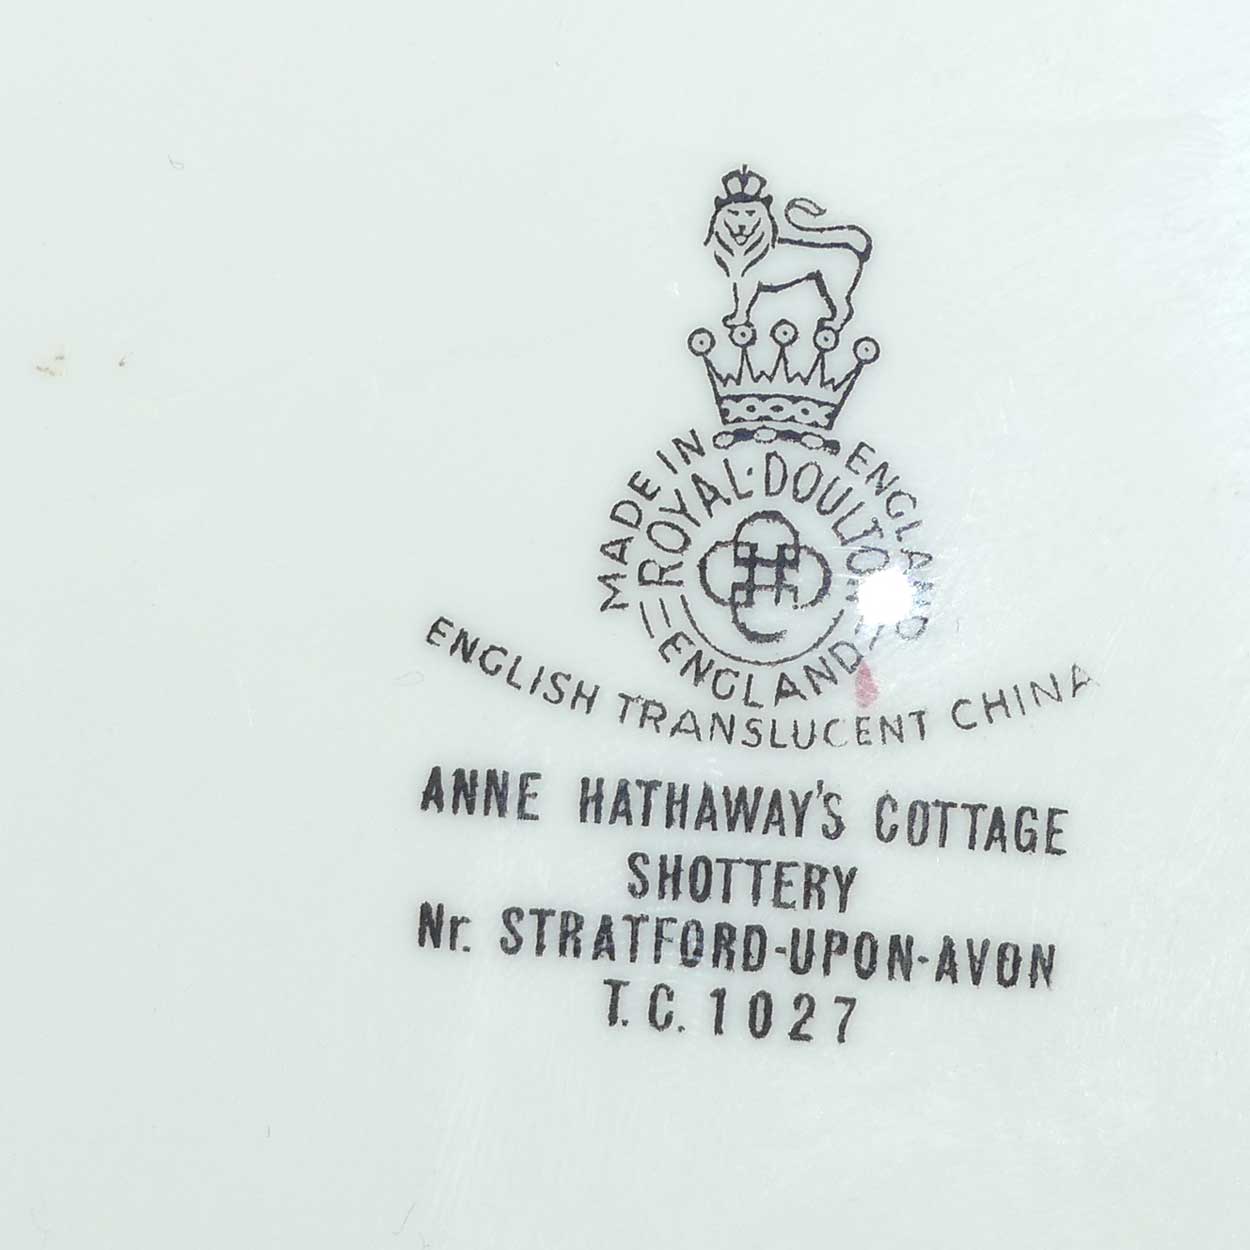 MADE IN ENGLAND
ROYAL·DOULTON
ENGLAND
ENGLISH TRANSLUCENT CHINA
ANNE HATHAWAY'S COTTAGE
SHOTTERY
Nr. STRATFORD-UPON-AVON
T.C. 1027